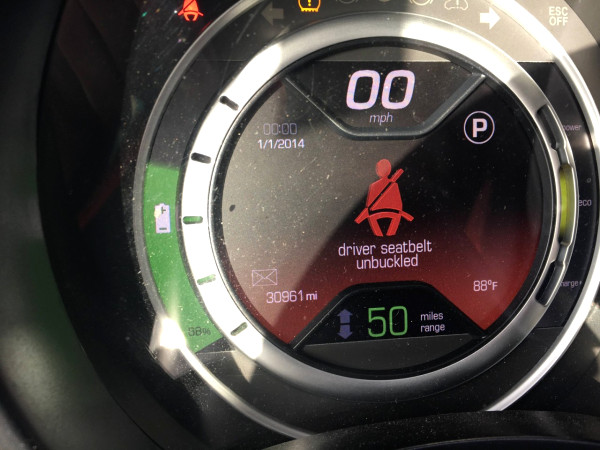 ESC
OFF
00
mph
00:00
1/1/2014
P
power
eco
driver seatbelt
unbuckled
30961 mi
88°F
50 miles
range
38%